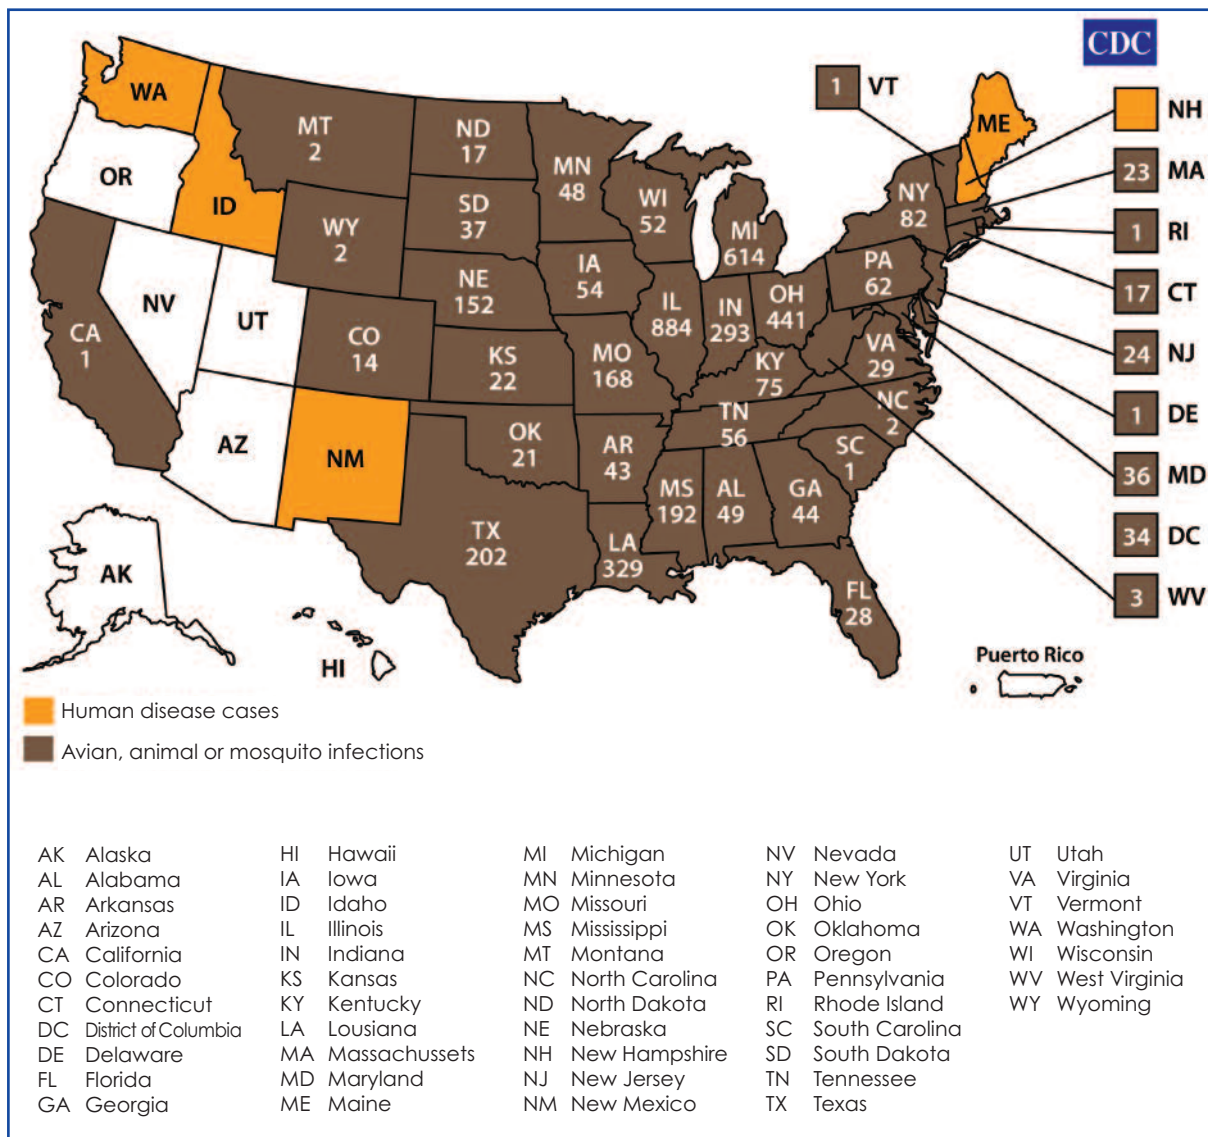 CDC
WA
MT
2
ND
17
MN
48
1
VT
ME
NH
OR
ID
WY
2
SD
37
WI
52
MI
614
NY
82
23
MA
1
RI
NE
152
IA
54
PA
62
17
CT
CA
1
NV
UT
CO
14
KS
22
MO
168
IL
884
IN
293
OH
441
KY
75
VA
29
24
NJ
NC
2
1
DE
AZ
NM
OK
21
AR
43
TN
56
SC
1
36
MD
MS
192
AL
49
GA
44
TX
202
LA
329
34
DC
AK
FL
28
3
WV
HI
Puerto Rico
Human disease cases
Avian, animal or mosquito infections
AK Alaska
AL Alabama
AR Arkansas
AZ Arizona
CA California
CO Colorado
CT Connecticut
DC District of Columbia
DE Delaware
FL Florida
GA Georgia
HI Hawaii
IA Iowa
ID Idaho
IL Illinois
IN Indiana
KS Kansas
KY Kentucky
LA Lousiana
MA Massachussets
MD Maryland
ME Maine
MI Michigan
MN Minnesota
MO Missouri
MS Mississippi
MT Montana
NC North Carolina
ND North Dakota
NE Nebraska
NH New Hampshire
NJ New Jersey
NM New Mexico
NV Nevada
NY New York
OH Ohio
OK Oklahoma
OR Oregon
PA Pennsylvania
RI Rhode Island
SC South Carolina
SD South Dakota
TN Tennessee
TX Texas
UT Utah
VA Virginia
VT Vermont
WA Washington
WI Wisconsin
WV West Virginia
WY Wyoming